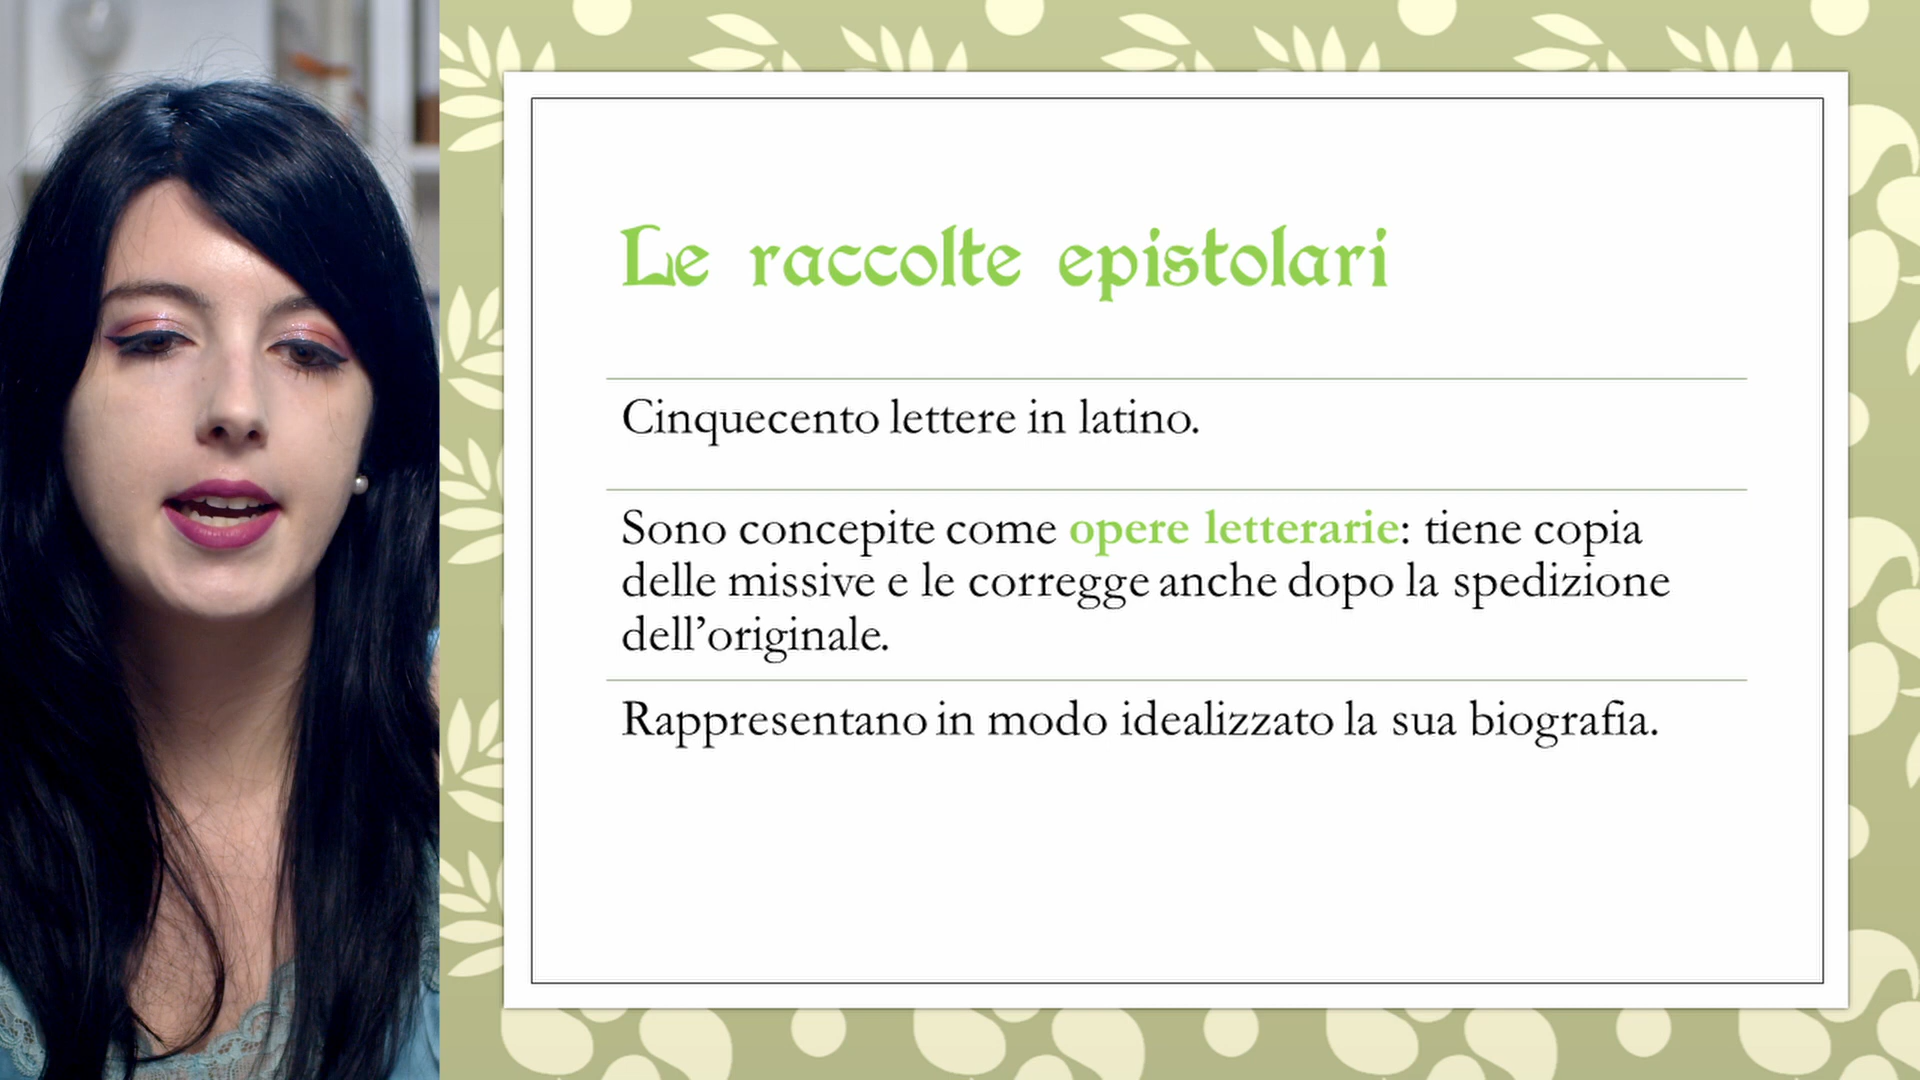 Le raccolte epistolari
Cinquecento lettere in latino.
Sono concepite come opere letterarie: tiene copia
delle missive e le corregge anche dopo la spedizione
dell’originale.
Rappresentano in modo idealizzato la sua biografia.